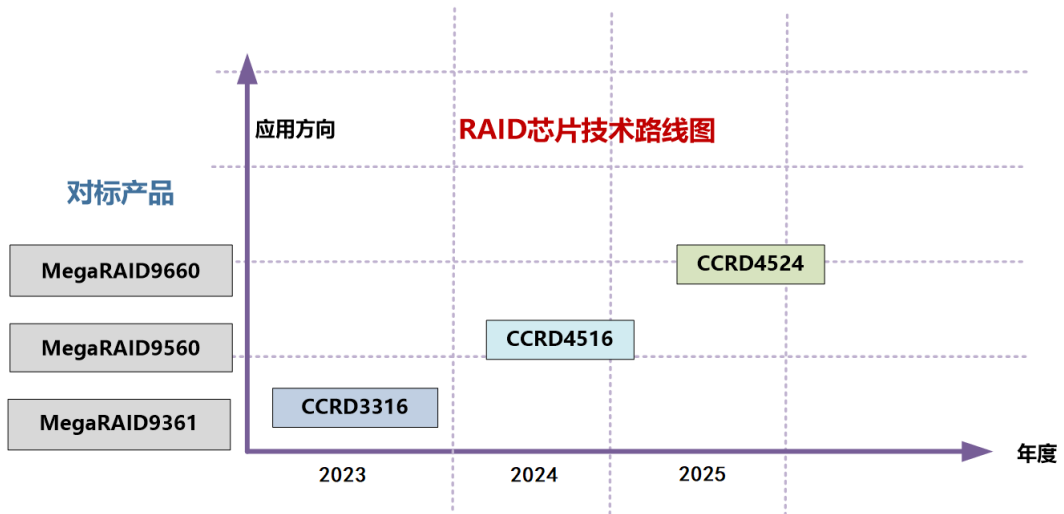 应用方向
RAID芯片技术路线图
对标产品
MegaRAID9660
CCRD4524
MegaRAID9560
CCRD4516
MegaRAID9361
CCRD3316
年度
2023
2024
2025